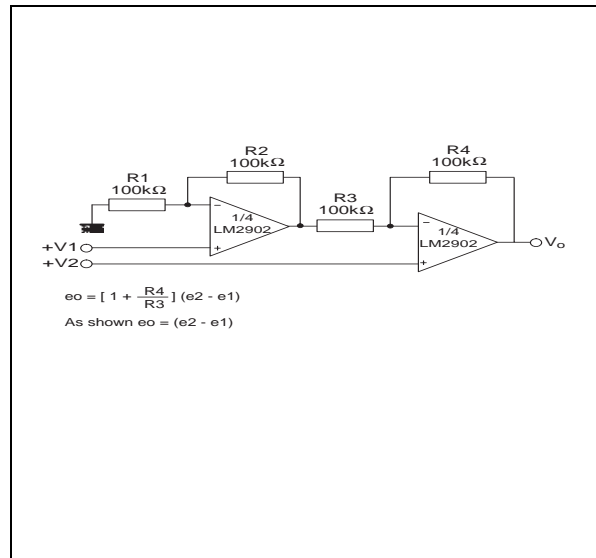 R2
100kΩ
R4
100kΩ
R1
100kΩ
R3
100kΩ
1/4
LM2902
1/4
LM2902
+V1
+V2
Vo
eo = [ 1 + R4/R3 ] (e2 - e1)
As shown eo = (e2 - e1)